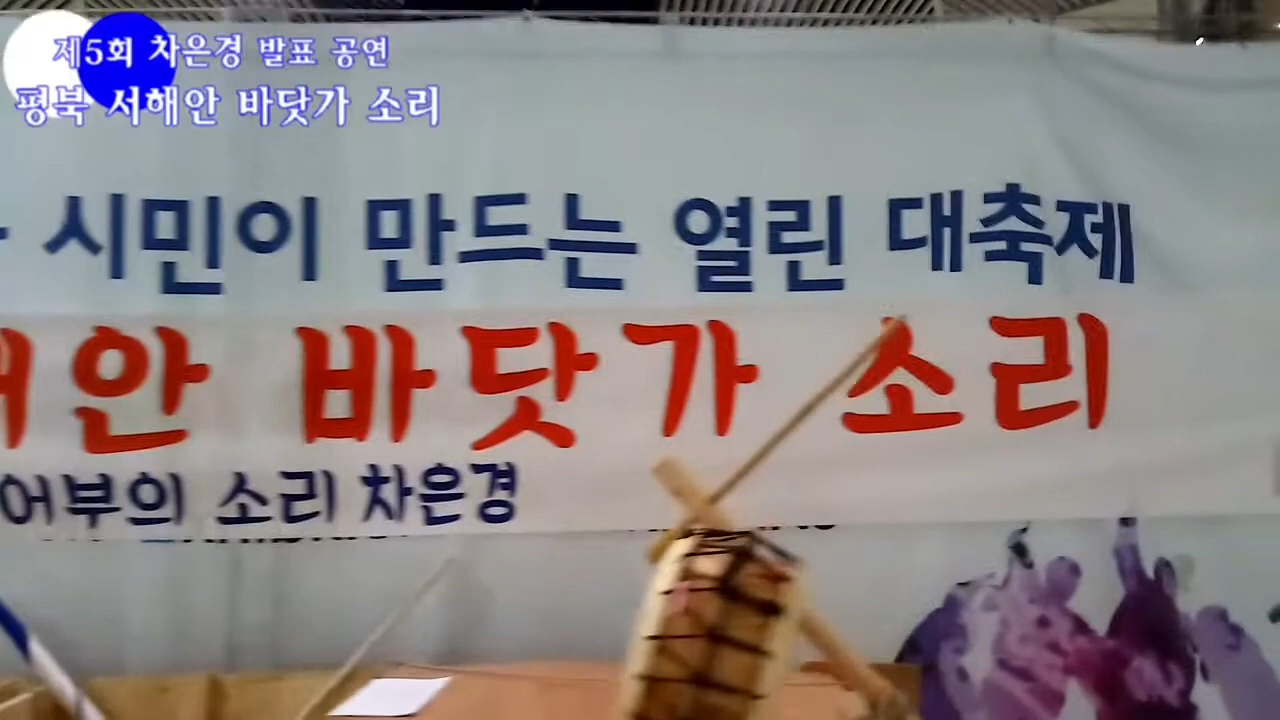 제5회 차은경 발표 공연
평북 서해안 바닷가 소리
시민이 만드는 열린 대축제
해안 바닷가 소리
어부의 소리 차은경